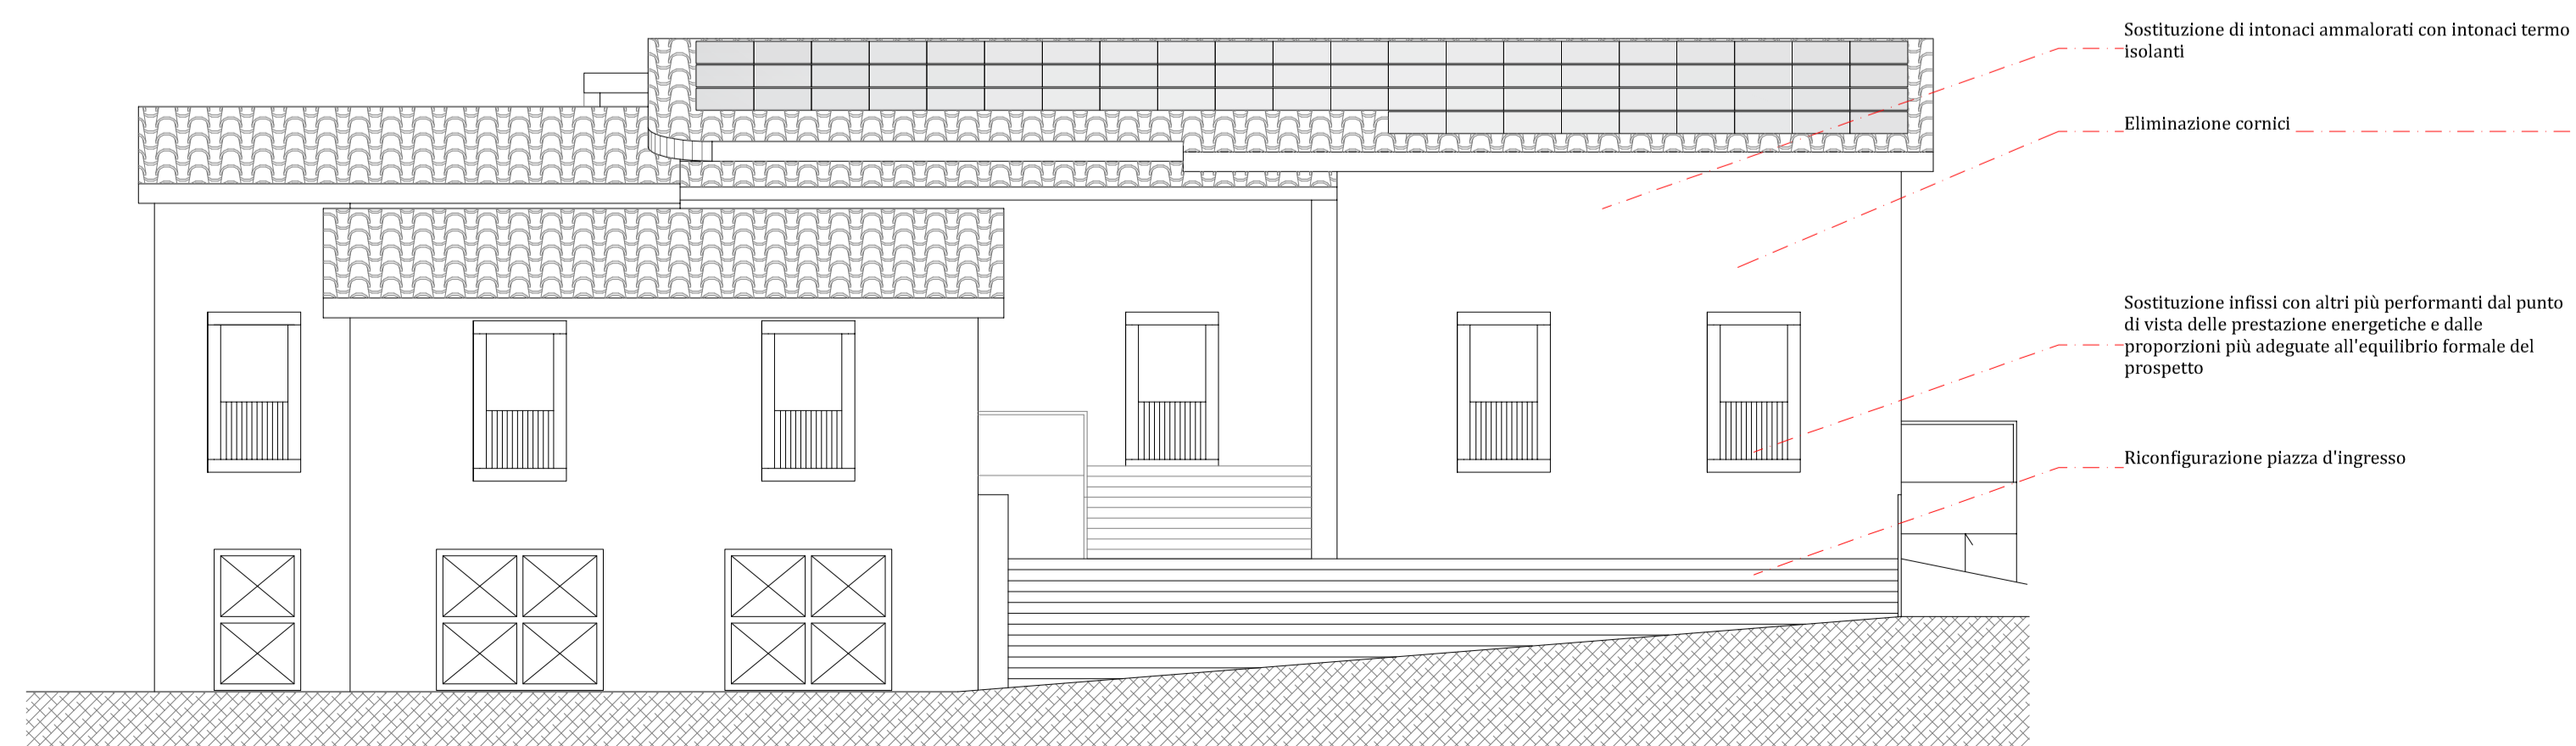 Sostituzione di intonaci ammalorati con intonaci termo
isolanti
Eliminazione cornici
Sostituzione infissi con altri più performanti dal punto
di vista delle prestazione energetiche e dalle
proporzioni più adeguate all'equilibrio formale del
prospetto
Riconfigurazione piazza d'ingresso